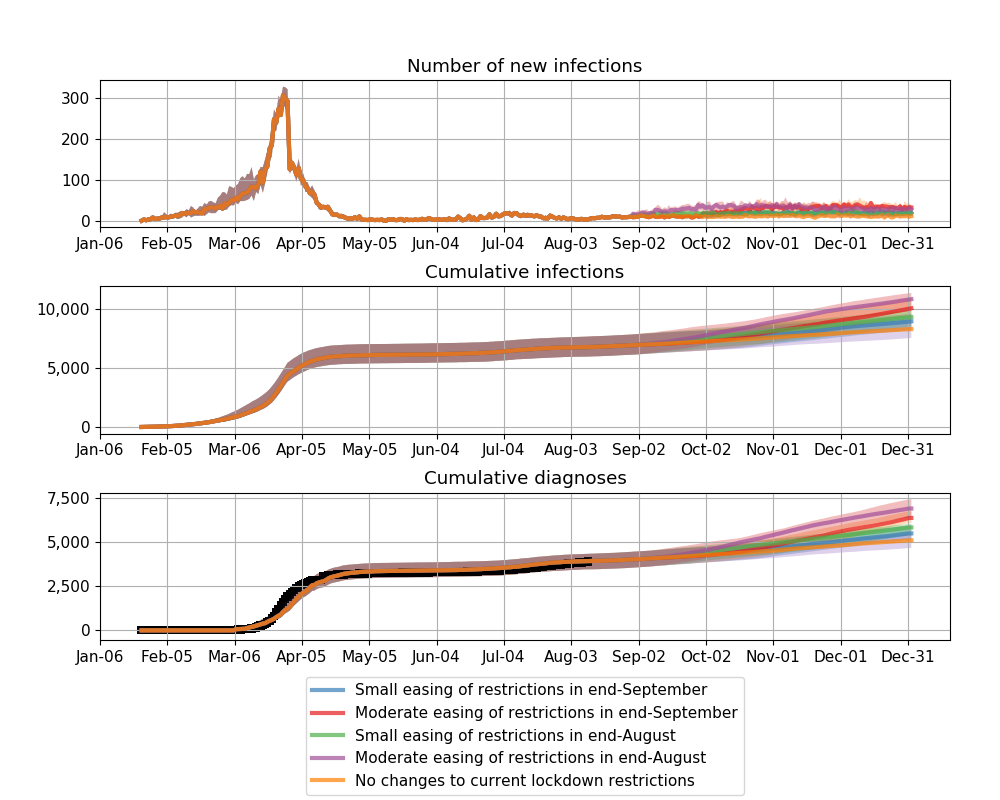 Number of new infections
300
200
100
0
Jan-06 Feb-05 Mar-06 Apr-05 May-05 Jun-04 Jul-04 Aug-03 Sep-02 Oct-02 Nov-01 Dec-01 Dec-31
Cumulative infections
10,000
5,000
0
Jan-06 Feb-05 Mar-06 Apr-05 May-05 Jun-04 Jul-04 Aug-03 Sep-02 Oct-02 Nov-01 Dec-01 Dec-31
Cumulative diagnoses
7,500
5,000
2,500
0
Jan-06 Feb-05 Mar-06 Apr-05 May-05 Jun-04 Jul-04 Aug-03 Sep-02 Oct-02 Nov-01 Dec-01 Dec-31
Small easing of restrictions in end-September
Moderate easing of restrictions in end-September
Small easing of restrictions in end-August
Moderate easing of restrictions in end-August
No changes to current lockdown restrictions